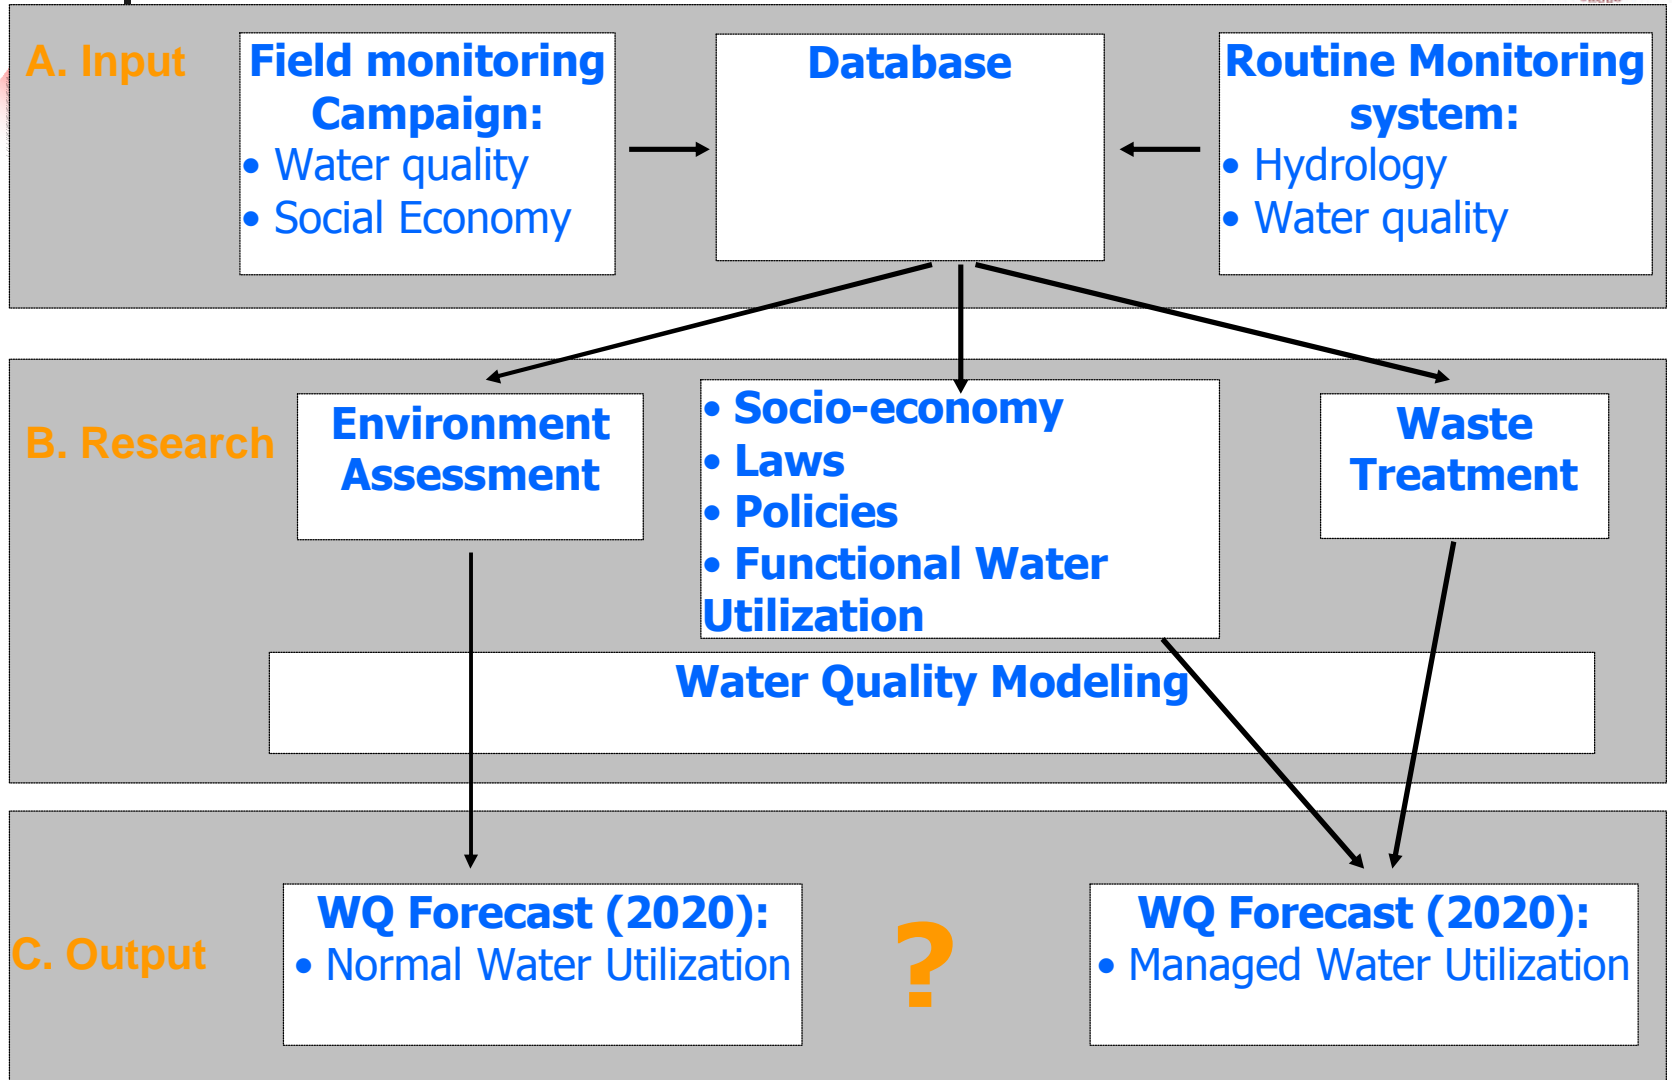 A. Input
Field monitoring
Campaign:
• Water quality
• Social Economy
Database
Routine Monitoring
system:
• Hydrology
• Water quality
B. Research
Environment
Assessment
• Socio-economy
• Laws
• Policies
• Functional Water
Utilization
Waste
Treatment
Water Quality Modeling
C. Output
WQ Forecast (2020):
• Normal Water Utilization
?
WQ Forecast (2020):
• Managed Water Utilization